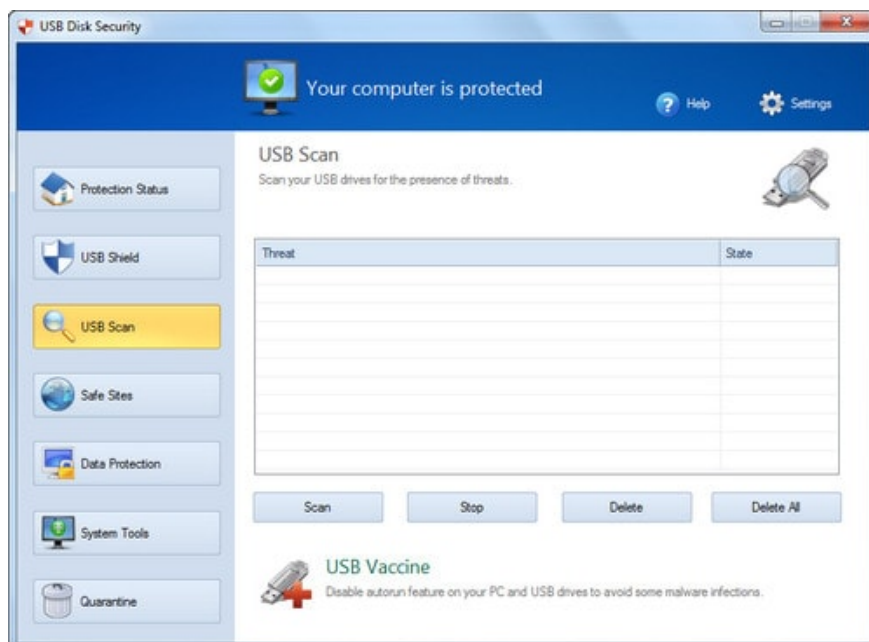 USB Disk Security
Your computer is protected
Help
Settings
Protection Status
USB Shield
USB Scan
Safe Sites
Data Protection
System Tools
Quarantine
USB Scan
Scan your USB drives for the presence of threats.
Threat State
Scan Stop Delete Delete All
USB Vaccine
Disable autorun feature on your PC and USB drives to avoid some malware infections.